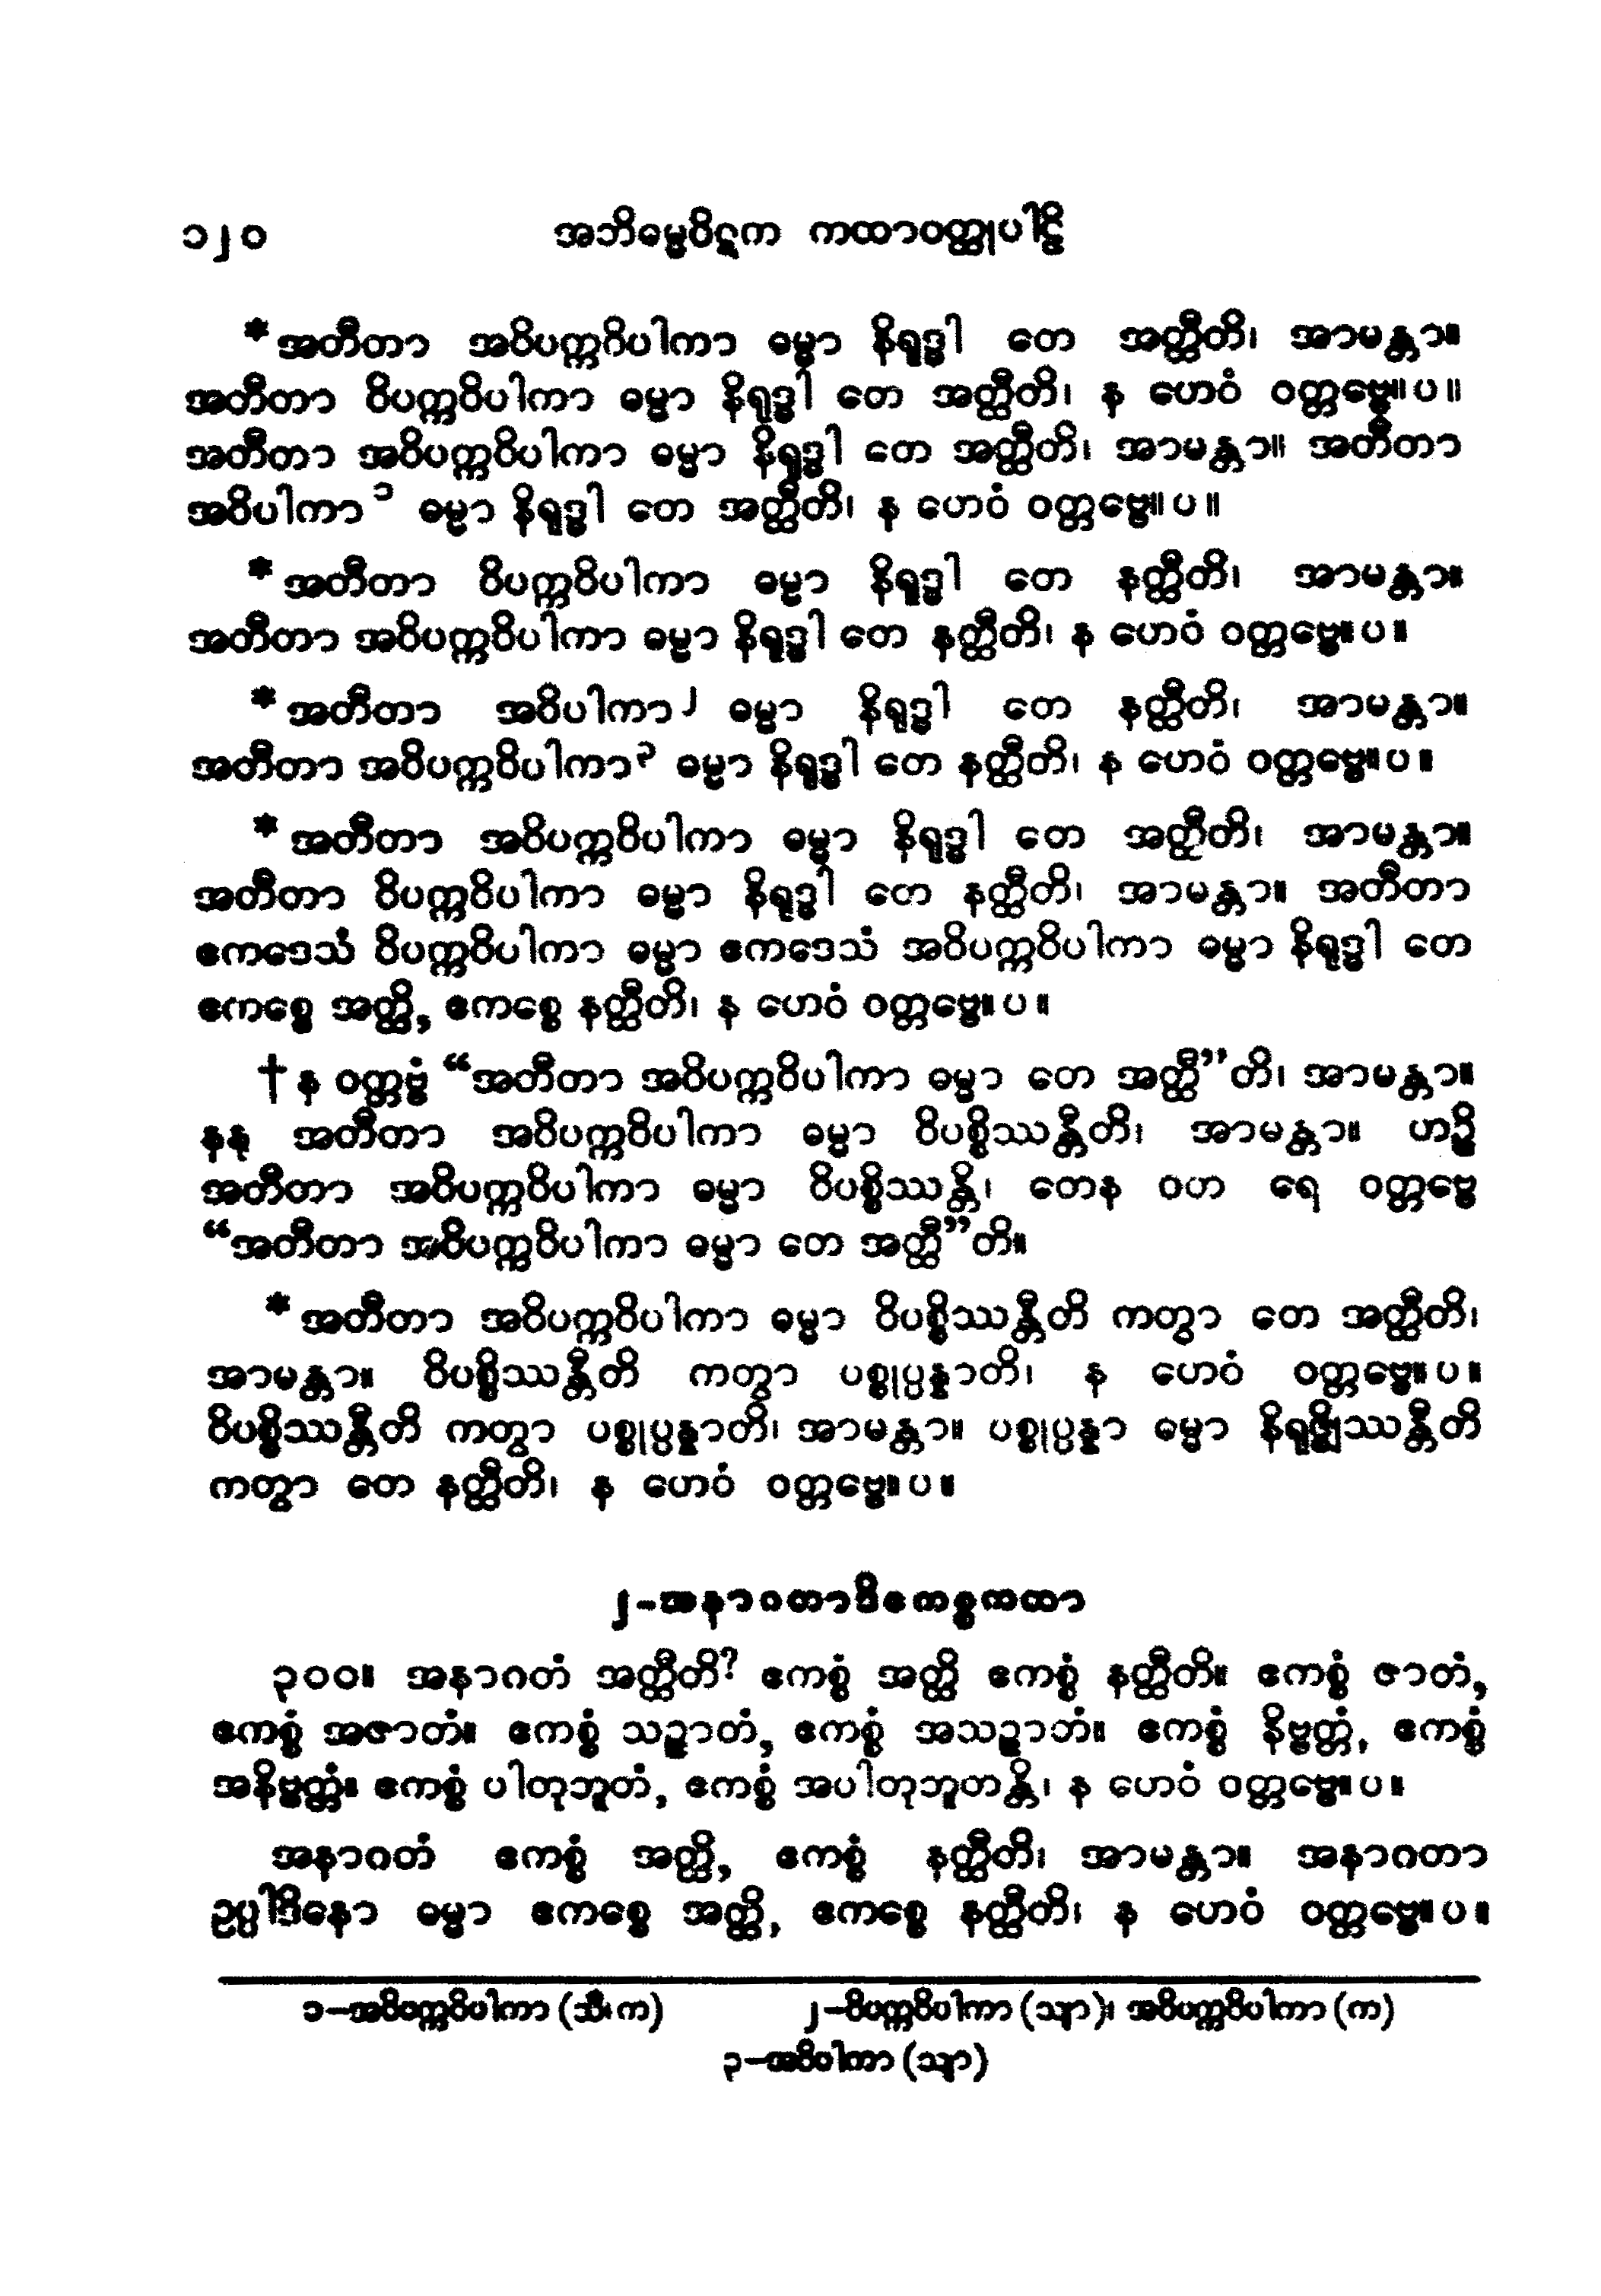 ၁၂၀ အဘိဓမ္မပိဋက ကထာဝတ္ထုပါဠိ
*အတီတာ အဝိပက္ကဝိပါကာ ဓမ္မာ နိရုဒ္ဓါ တေ အတ္ထီတိ၊ အာမန္တာ။
အတီတာ ဝိပက္ကဝိပါကာ ဓမ္မာ နိရုဒ္ဓါ တေ အတ္ထီတိ၊ န ဟေဝံ ဝတ္တဗ္ဗေ။ပ။
အတီတာ အဝိပက္ကဝိပါကာ ဓမ္မာ နိရုဒ္ဓါ တေ အတ္ထီတိ၊ အာမန္တာ။ အတီတာ
အဝိပါကာ၁ ဓမ္မာ နိရုဒ္ဓါ တေ အတ္ထီတိ၊ န ဟေဝံ ဝတ္တဗ္ဗေ။ပ။
*အတီတာ ဝိပက္ကဝိပါကာ ဓမ္မာ နိရုဒ္ဓါ တေ နတ္ထီတိ၊ အာမန္တာ။
အတီတာ အဝိပက္ကဝိပါကာ ဓမ္မာ နိရုဒ္ဓါ တေ နတ္ထီတိ၊ န ဟေဝံ ဝတ္တဗ္ဗေ။ပ။
*အတီတာ အဝိပါကာ၂ ဓမ္မာ နိရုဒ္ဓါ တေ နတ္ထီတိ၊ အာမန္တာ။
အတီတာ အဝိပက္ကဝိပါကာ၃ ဓမ္မာ နိရုဒ္ဓါ တေ နတ္ထီတိ၊ န ဟေဝံ ဝတ္တဗ္ဗေ။ပ။
*အတီတာ အဝိပက္ကဝိပါကာ ဓမ္မာ နိရုဒ္ဓါ တေ အတ္ထီတိ၊ အာမန္တာ။
အတီတာ ဝိပက္ကဝိပါကာ ဓမ္မာ နိရုဒ္ဓါ တေ နတ္ထီတိ၊ အာမန္တာ။ အတီတာ
ဧကဒေသံ ဝိပက္ကဝိပါကာ ဓမ္မာ ဧကဒေသံ အဝိပက္ကဝိပါကာ ဓမ္မာ နိရုဒ္ဓါ တေ
ဧကစ္စေ အတ္ထိ, ဧကစ္စေ နတ္ထီတိ၊ န ဟေဝံ ဝတ္တဗ္ဗေ။ပ။
†န ဝတ္တဗ္ဗံ “အတီတာ အဝိပက္ကဝိပါကာ ဓမ္မာ တေ အတ္ထီ”တိ၊ အာမန္တာ။
နနု အတီတာ အဝိပက္ကဝိပါကာ ဓမ္မာ ဝိပစ္စိဿန္တီတိ၊ အာမန္တာ။ ဟဉ္စိ
အတီတာ အဝိပက္ကဝိပါကာ ဓမ္မာ ဝိပစ္စိဿန္တိ၊ တေန ဝတ ရေ ဝတ္တဗ္ဗေ
“အတီတာ အဝိပက္ကဝိပါကာ ဓမ္မာ တေ အတ္ထီ”တိ။
*အတီတာ အဝိပက္ကဝိပါကာ ဓမ္မာ ဝိပစ္စိဿန္တီတိ ကတွာ တေ အတ္ထီတိ၊
အာမန္တာ။ ဝိပစ္စိဿန္တီတိ ကတွာ ပစ္စုပ္ပန္နာတိ၊ န ဟေဝံ ဝတ္တဗ္ဗေ။ပ။
ဝိပစ္စိဿန္တီတိ ကတွာ ပစ္စုပ္ပန္နာတိ၊ အာမန္တာ။ ပစ္စုပ္ပန္နာ ဓမ္မာ နိရုဇ္ဈိဿန္တီတိ
ကတွာ တေ နတ္ထီတိ၊ န ဟေဝံ ဝတ္တဗ္ဗေ။ပ။
၂-အနာဂတာဒိဧကစ္စကထာ
၃၀၀။ အနာဂတံ အတ္ထီတိ? ဧကစ္စံ အတ္ထိ ဧကစ္စံ နတ္ထီတိ။ ဧကစ္စံ ဇာတံ,
ဧကစ္စံ အဇာတံ။ ဧကစ္စံ သဉ္ဇာတံ, ဧကစ္စံ အသဉ္ဇာတံ။ ဧကစ္စံ နိဗ္ဗတ္တံ, ဧကစ္စံ
အနိဗ္ဗတ္တံ။ ဧကစ္စံ ပါတုဘူတံ, ဧကစ္စံ အပါတုဘူတန္တိ၊ န ဟေဝံ ဝတ္တဗ္ဗေ။ပ။
အနာဂတံ ဧကစ္စံ အတ္ထိ, ဧကစ္စံ နတ္ထီတိ၊ အာမန္တာ။ အနာဂတာ
ဥပ္ပါဒိနော ဓမ္မာ ဧကစ္စေ အတ္ထိ, ဧကစ္စေ နတ္ထီတိ၊ န ဟေဝံ ဝတ္တဗ္ဗေ။ပ။
၁-အဝိပက္ကဝိပါကာ (သီ၊က) ၂-ဝိပက္ကဝိပါကာ (သျာ)၊ အဝိပက္ကဝိပါကာ (က)
၃-အဝိပါကာ (သျာ)